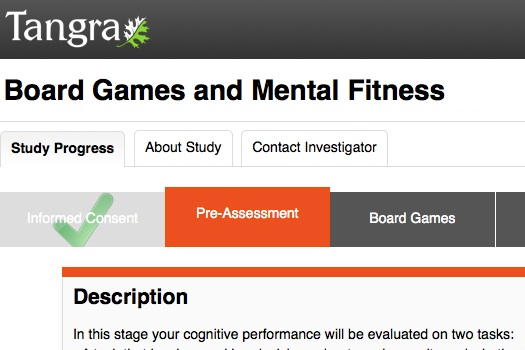 Tangra
Board Games and Mental Fitness
Study Progress About Study Contact Investigator
Informed Consent Pre-Assessment Board Games
Description
In this stage your cognitive performance will be evaluated on two tasks: